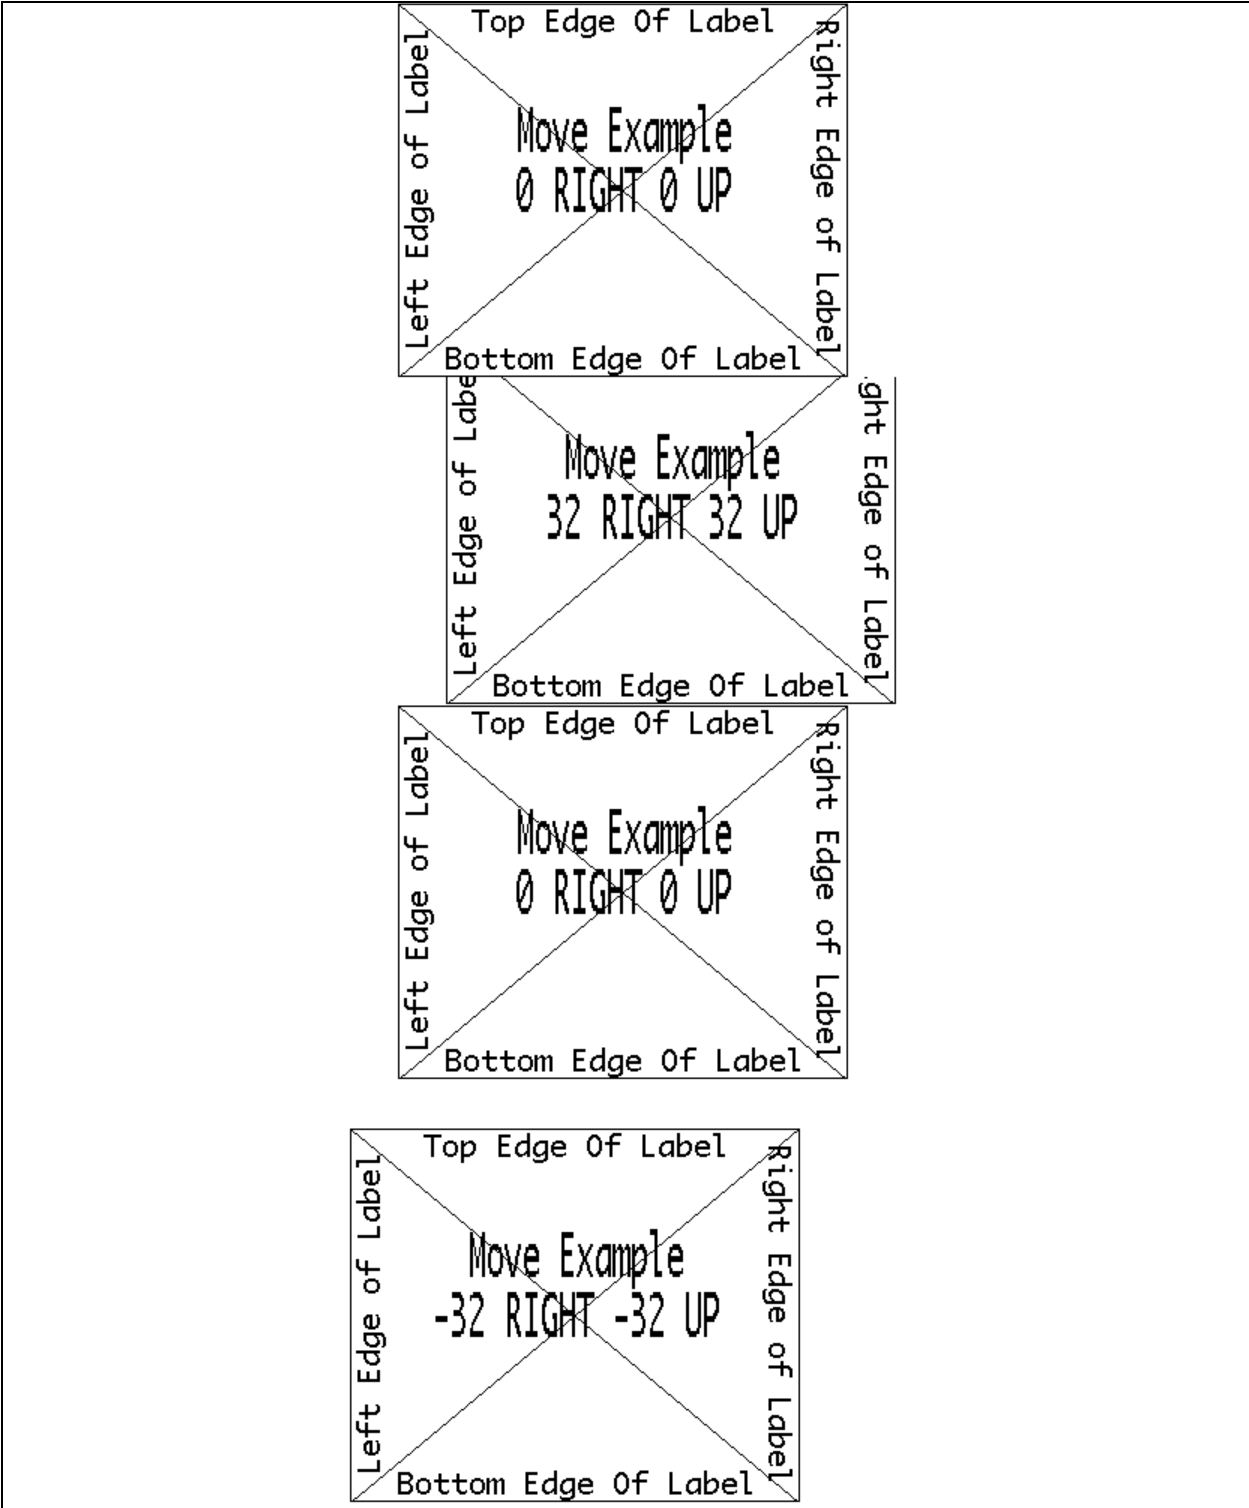 Top Edge Of Label
Left Edge of Label
Right Edge of Label
Move Example
0 RIGHT 0 UP
Bottom Edge Of Label
Left Edge of Labe
ght Edge of Label
Move Example
32 RIGHT 32 UP
Bottom Edge Of Label
Top Edge Of Label
Left Edge of Label
Right Edge of Label
Move Example
0 RIGHT 0 UP
Bottom Edge Of Label
Top Edge Of Label
Left Edge of Label
Right Edge of Label
Move Example
-32 RIGHT -32 UP
Bottom Edge Of Label